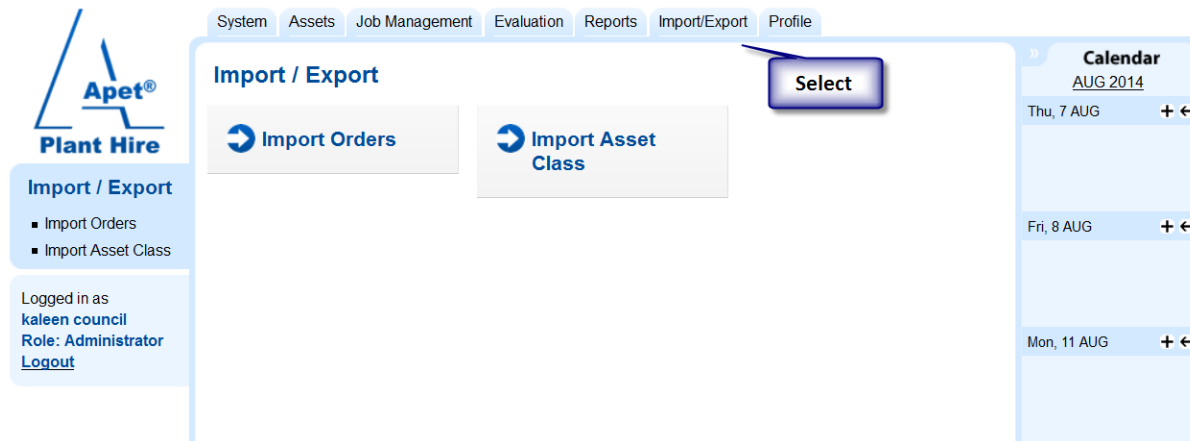 System Assets Job Management Evaluation Reports Import/Export Profile
Apet®
Plant Hire
Import / Export
Import Orders
Import Asset Class
Logged in as
kaleen council
Role: Administrator
Logout
Import / Export
Select
Import Orders
Import Asset
Class
» Calendar
AUG 2014
Thu, 7 AUG
Fri, 8 AUG
Mon, 11 AUG